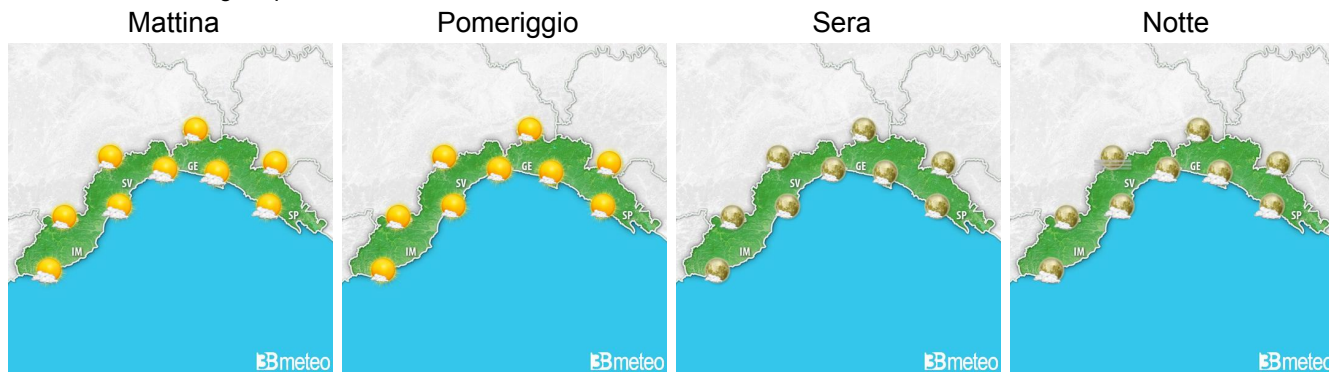 Mattina
Pomeriggio
Sera
Notte
GE
SV
IM
SP
3Bmeteo
GE
SV
IM
SP
3Bmeteo
GE
SV
IM
SP
3Bmeteo
GE
SV
IM
SP
3Bmeteo